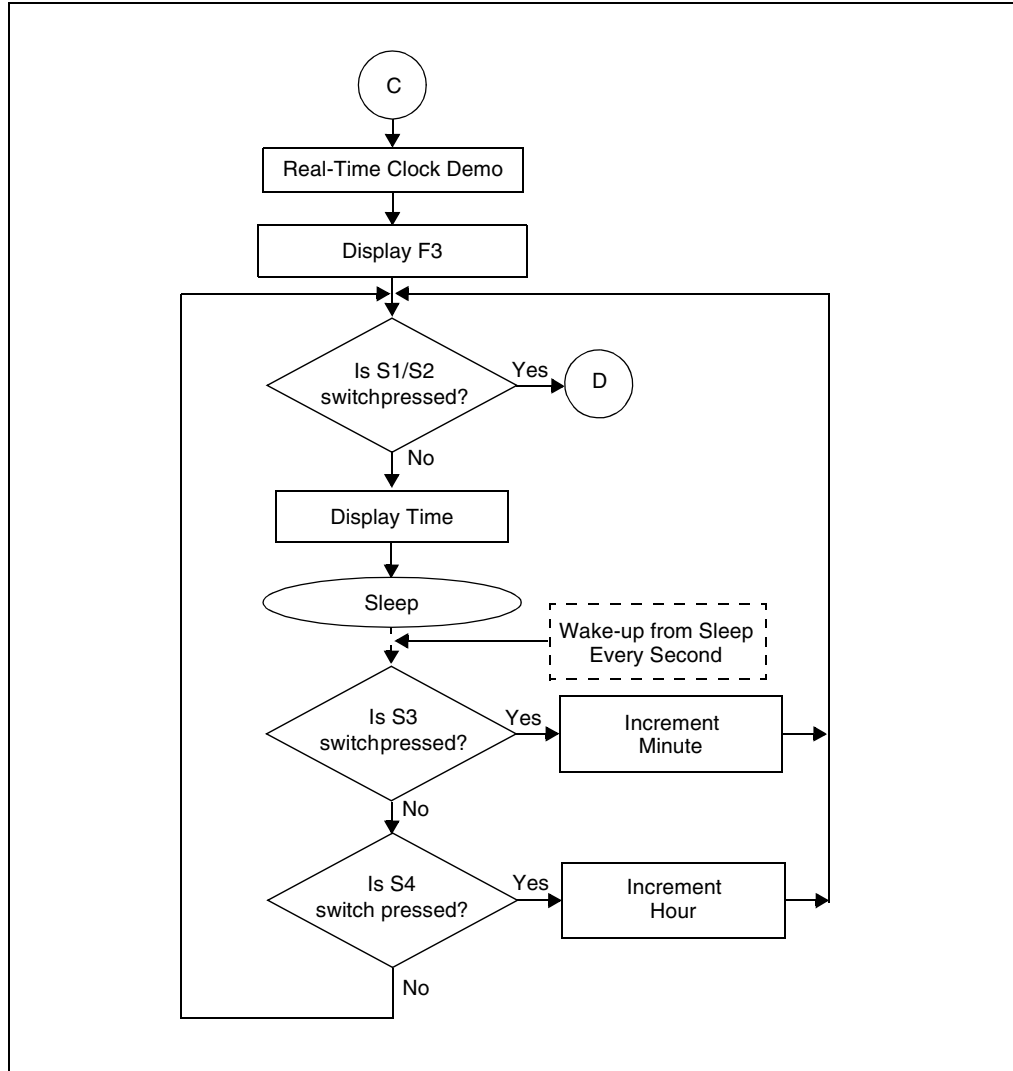 C
Real-Time Clock Demo
Display F3
Is S1/S2
switchpressed?
Yes
D
No
Display Time
Sleep
Wake-up from Sleep
Every Second
Is S3
switchpressed?
Yes
Increment
Minute
No
Is S4
switch pressed?
Yes
Increment
Hour
No